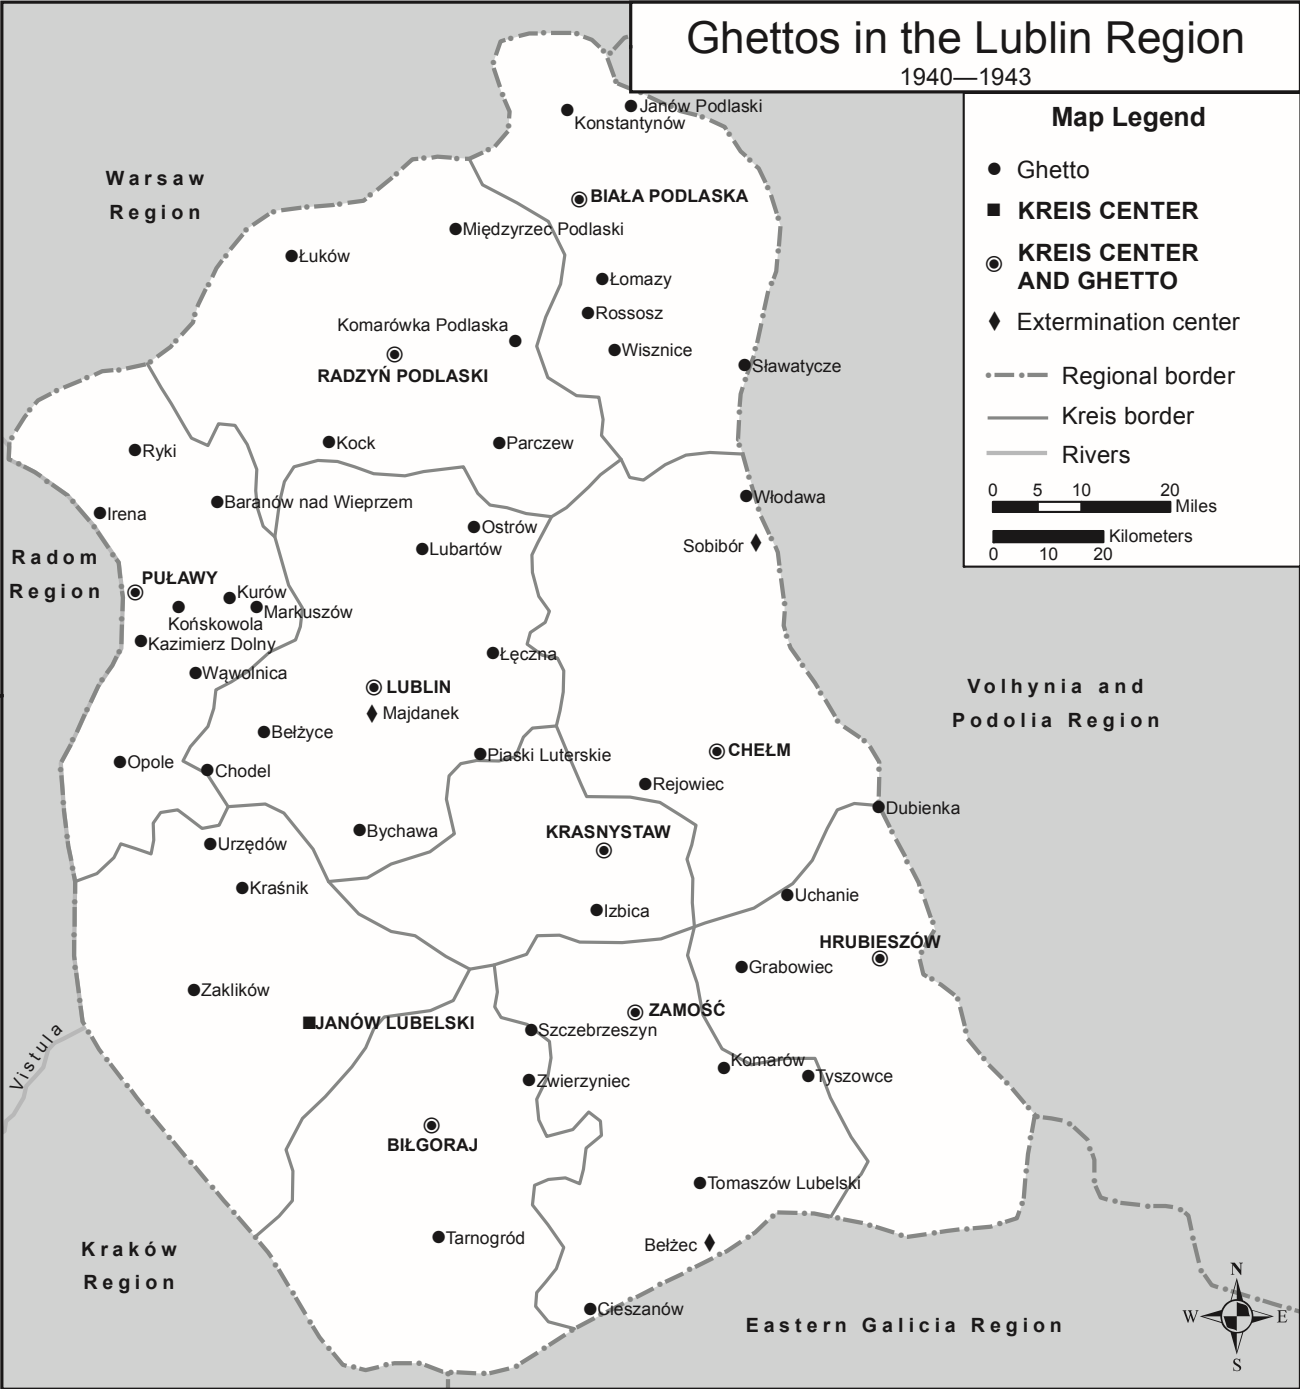 Ghettos in the Lublin Region
1940—1943
Map Legend
Ghetto
KREIS CENTER
KREIS CENTER
AND GHETTO
Extermination center
Regional border
Kreis border
Rivers
0 5 10 20
Miles
Kilometers
0 10 20
Janów Podlaski
Konstantynów
Warsaw
Region
BIAŁA PODLASKA
Międzyrzec Podlaski
Łuków
Łomazy
Rossosz
Komarówka Podlaska
Wisznice
RADZYŃ PODLASKI
Sławatycze
Ryki
Kock
Parczew
Baranów nad Wieprzem
Włodawa
Irena
Ostrów
Lubartów
Sobibór
Radom
Region
PUŁAWY
Kurów
Markuszów
Końskowola
Kazimierz Dolny
Łęczna
Wąwolnica
LUBLIN
Majdanek
Volhynia and
Podolia Region
Bełżyce
Piaski Luterskie
CHEŁM
Opole
Chodel
Rejowiec
Dubienka
Bychawa
KRASNYSTAW
Urzędów
Kraśnik
Uchanie
Izbica
HRUBIESZÓW
Grabowiec
Zaklików
ZAMOŚĆ
JANÓW LUBELSKI
Szczebrzeszyn
Vistula
Komarów
Tyszowce
Zwierzyniec
BIŁGORAJ
Tomaszów Lubelski
Tarnogród
Bełżec
Kraków
Region
Cieszanów
Eastern Galicia Region
N
W E
S